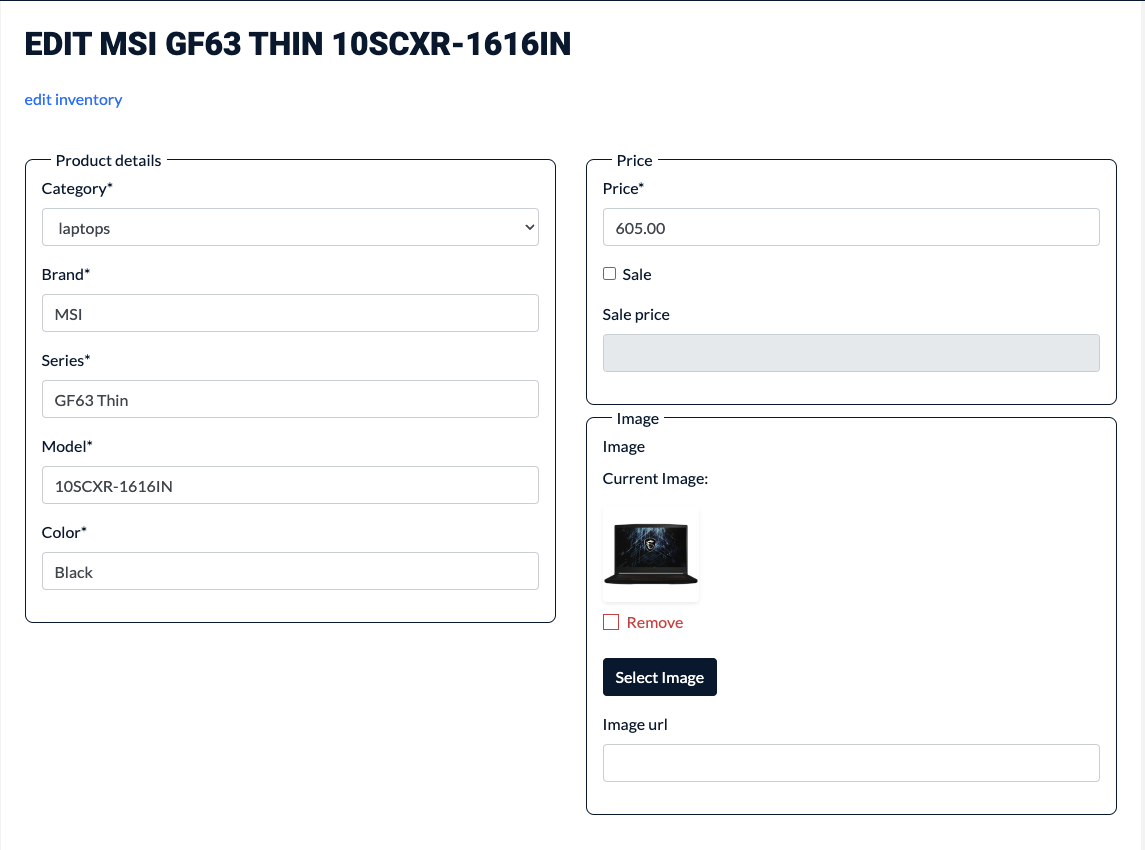 EDIT MSI GF63 THIN 10SCXR-1616IN
edit inventory
Product details
Category*
laptops
Brand*
MSI
Series*
GF63 Thin
Model*
10SCXR-1616IN
Color*
Black
Price
Price*
605.00
Sale
Sale price
Image
Image
Current Image:
Remove
Select Image
Image url